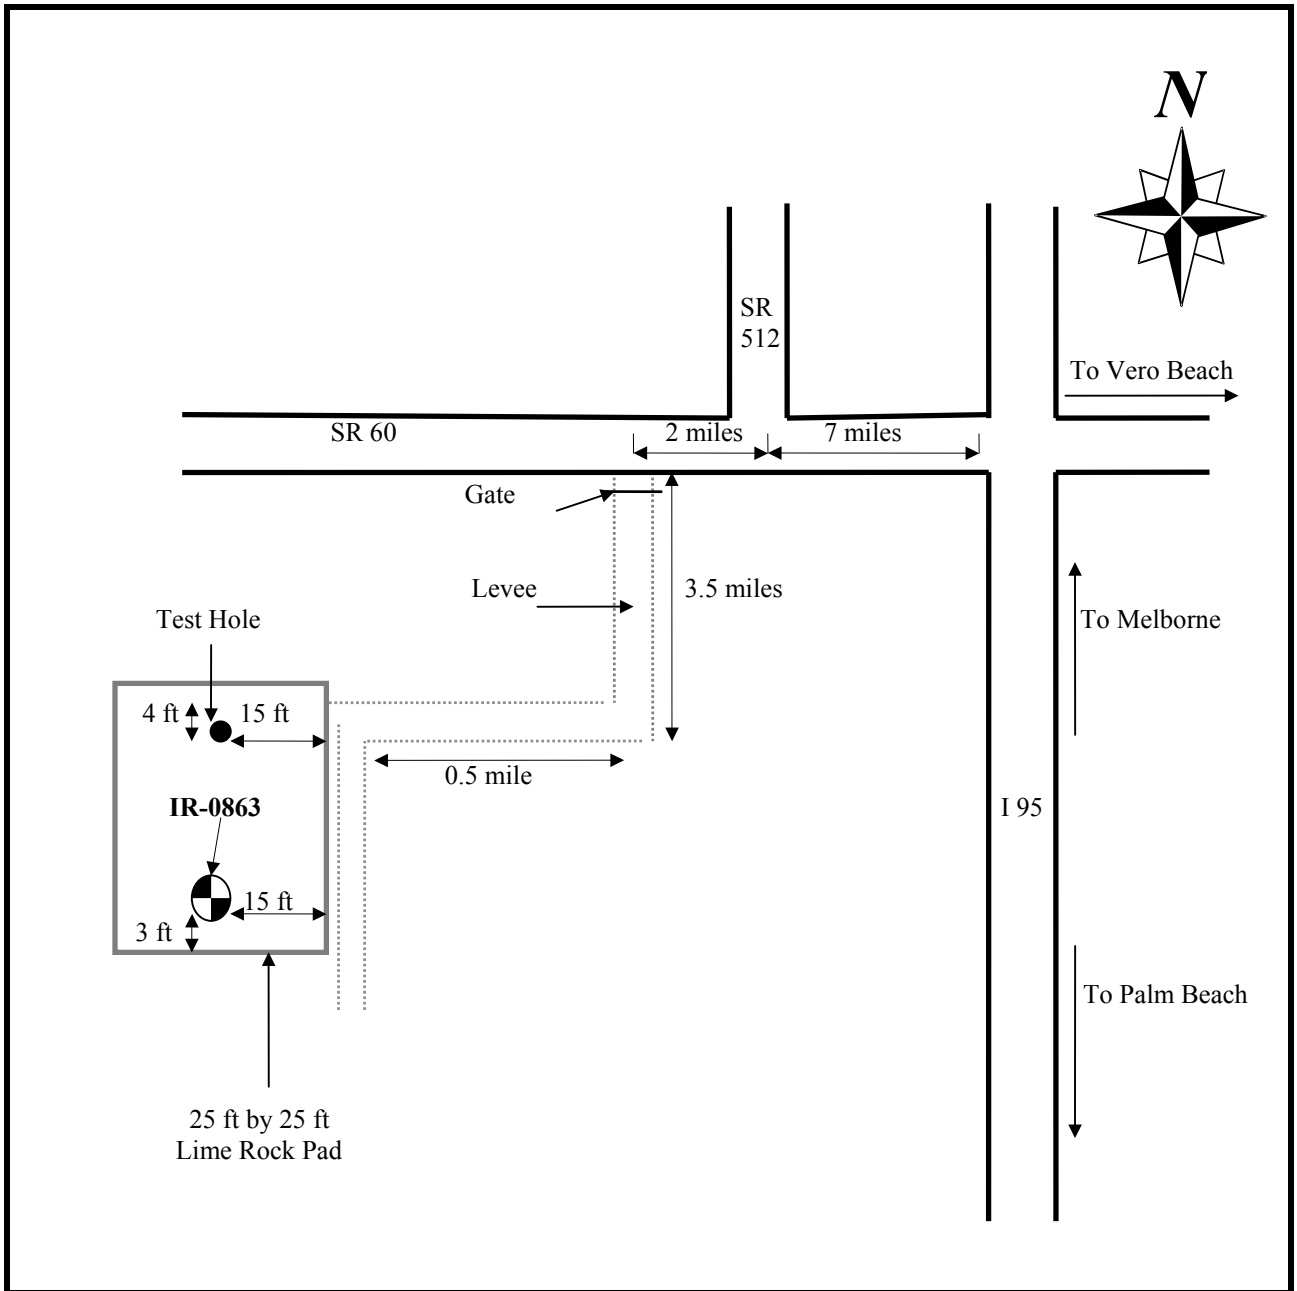 N
SR
512
To Vero Beach
SR 60
2 miles
7 miles
Gate
Levee
3.5 miles
Test Hole
To Melborne
4 ft
15 ft
0.5 mile
IR-0863
I 95
15 ft
3 ft
To Palm Beach
25 ft by 25 ft
Lime Rock Pad